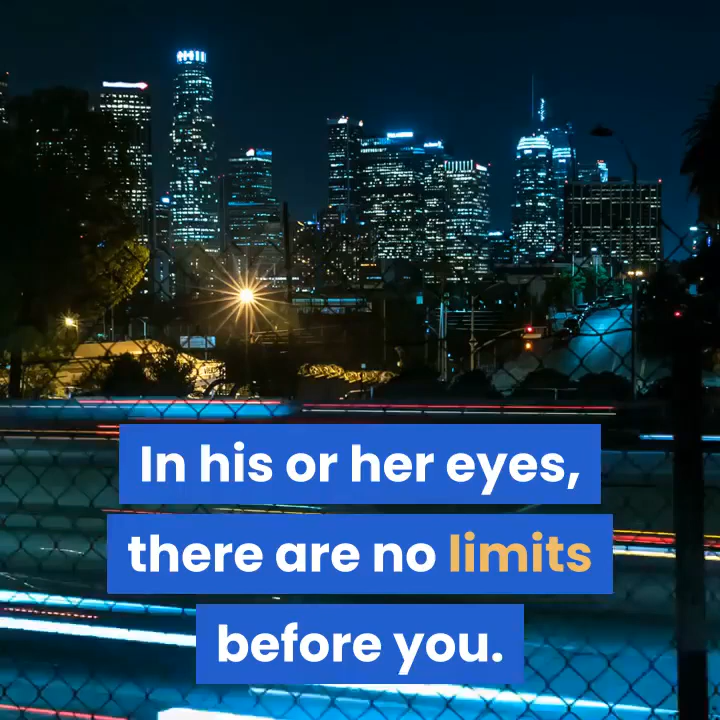 In his or her eyes,
there are no limits
before you.